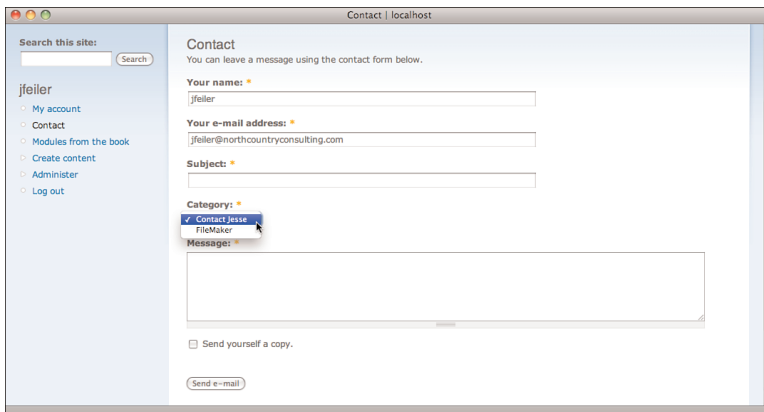 Contact | localhost
Search this site:
Search
jfeiler
My account
Contact
Modules from the book
Create content
Administer
Log out
Contact
You can leave a message using the contact form below.
Your name: *
jfeiler
Your e-mail address: *
jfeiler@northcountryconsulting.com
Subject: *
Category: *
✓ Contact Jesse
FileMaker
Message: *
Send yourself a copy.
Send e-mail